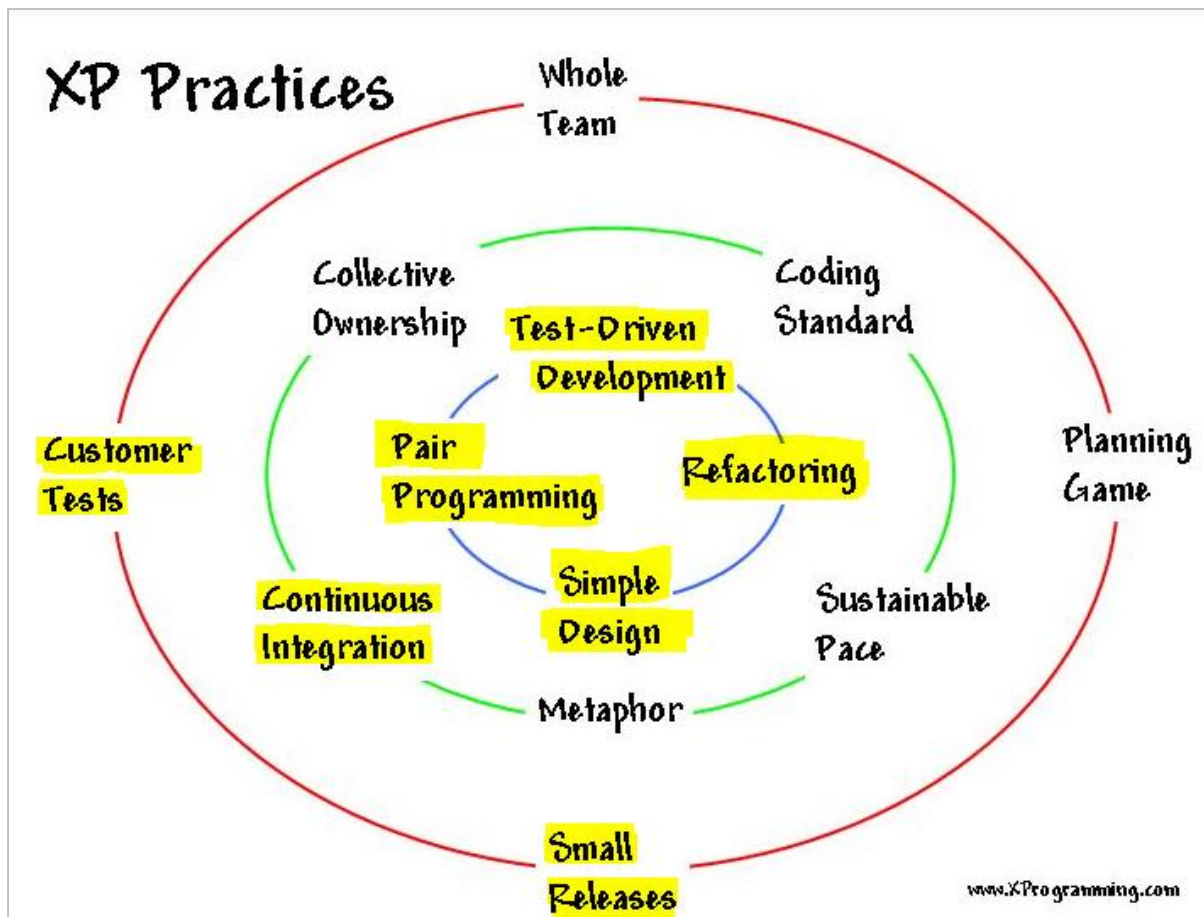 XP Practices
Whole
Team
Collective
Ownership
Coding
Standard
Test-Driven
Development
Customer
Tests
Pair
Programming
Refactoring
Planning
Game
Continuous
Integration
Simple
Design
Sustainable
Pace
Metaphor
Small
Releases
www.XProgramming.com